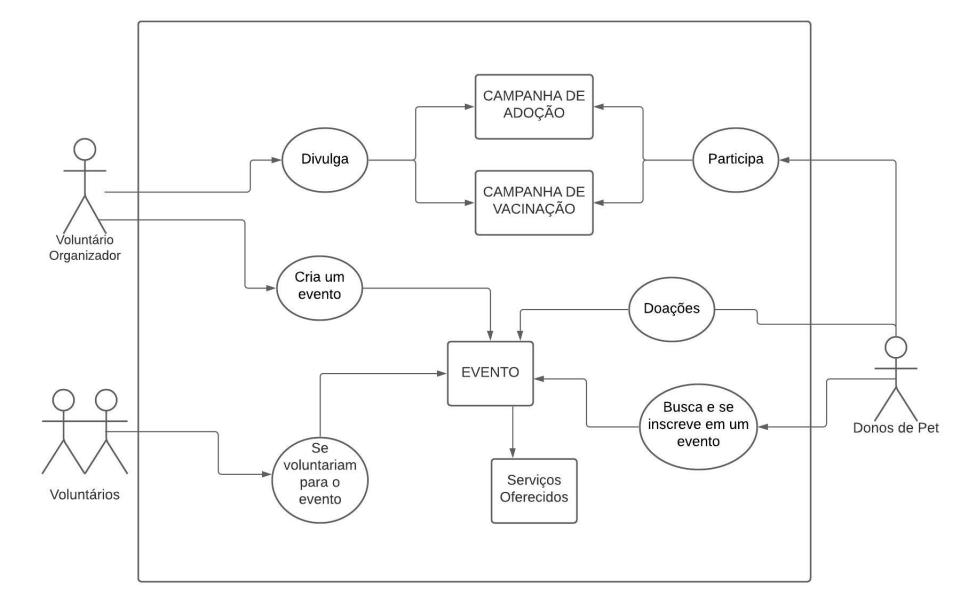 CAMPANHA DE
ADOÇÃO
Divulga
Participa
CAMPANHA DE
VACINAÇÃO
Voluntário
Organizador
Cria um
evento
Doações
EVENTO
Busca e se
inscreve em um
evento
Donos de Pet
Se
voluntariam
para o
evento
Serviços
Oferecidos
Voluntários